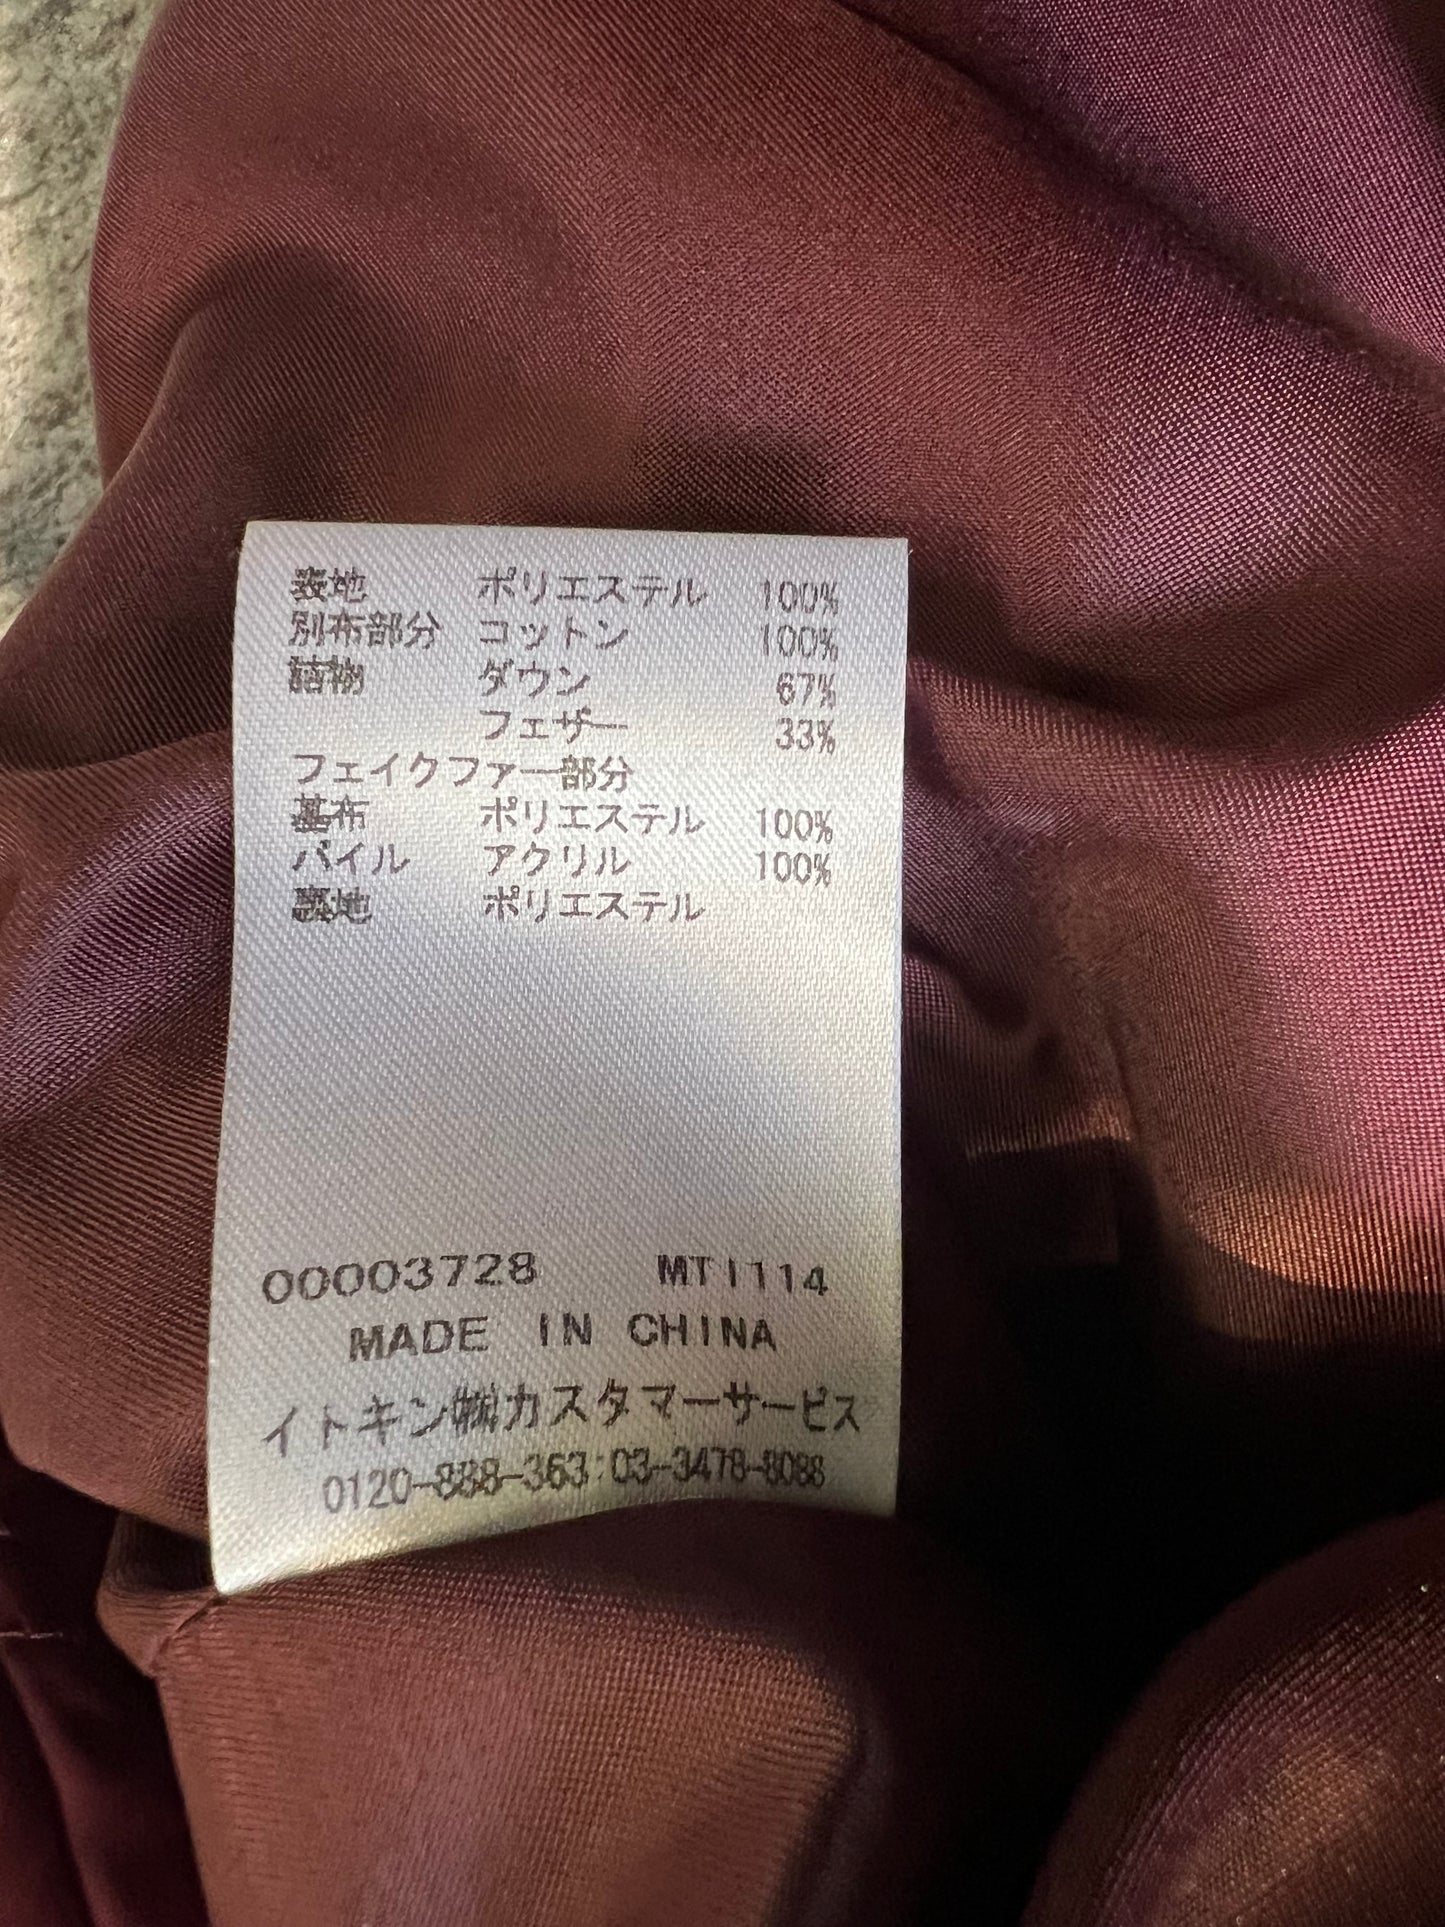 表地 ポリエステル 100%
別布部分 コットン 100%
詰物 ダウン 67%
フェザー 33%
フェイクファー部分
基布 ポリエステル 100%
パイル アクリル 100%
裏地 ポリエステル
00003728 MTI114
MADE IN CHINA
イトキン㈱カスタマーサービス
0120-888-363:03-3478-8088